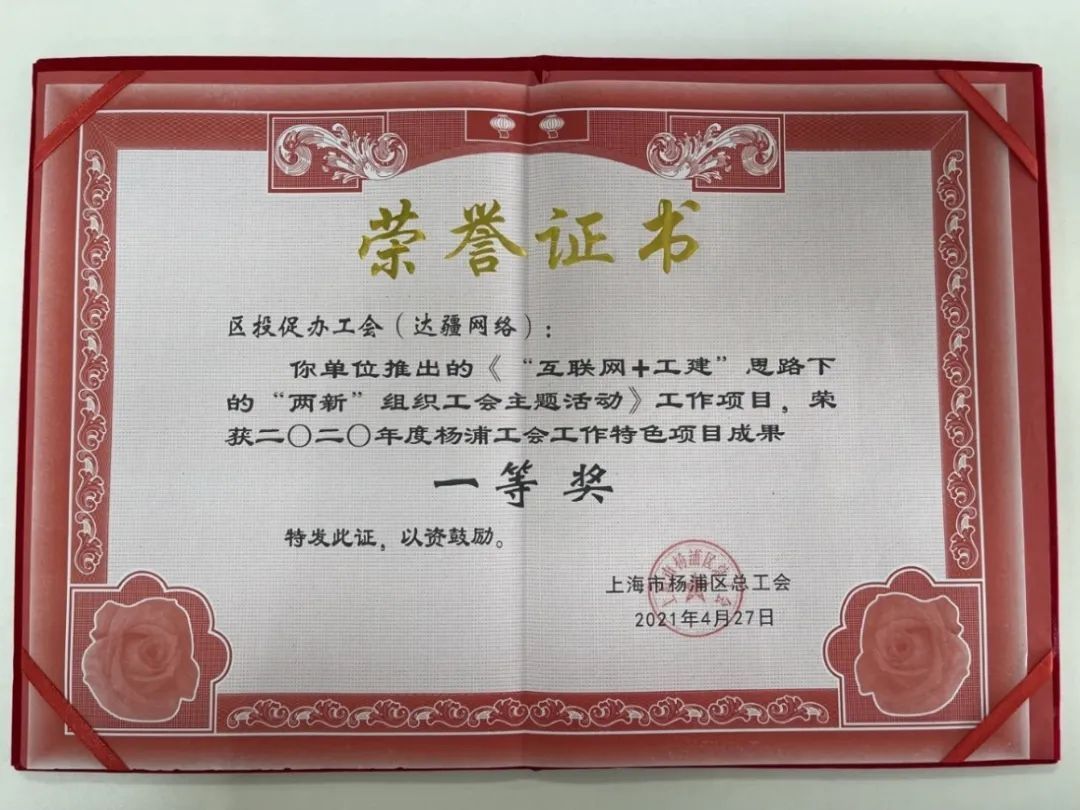 荣誉证书
区投促办工会（达疆网络）：
你单位推出的《“互联网+工建”思路下
的“两新”组织工会主题活动》工作项目，荣
获二〇二〇年度杨浦工会工作特色项目成果
一等奖
特发此证，以资鼓励。
上海市杨浦区总工会
2021年4月27日